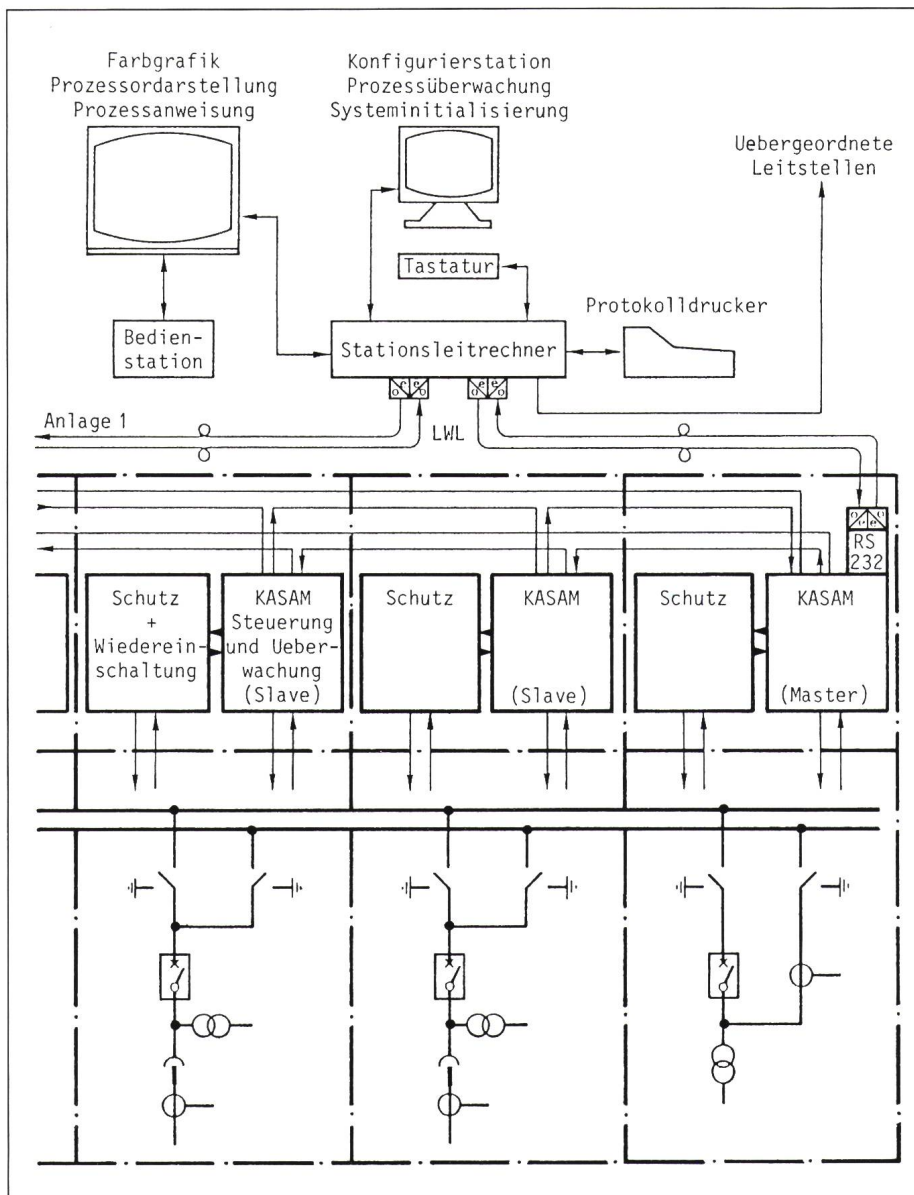 Farbgrafik
Prozessordarstellung
Prozessanweisung
Konfigurierstation
Prozessüberwachung
Systeminitialisierung
Uebergeordnete
Leitstellen
Tastatur
Protokolldrucker
Bedien-
station
Stationsleitrechner
o e e o
o e e o
Anlage 1
LWL
o e e o
RS
232
Schutz
+
Wiederein-
schaltung
KASAM
Steuerung
und Ueber-
wachung
(Slave)
Schutz
KASAM
(Slave)
Schutz
KASAM
(Master)